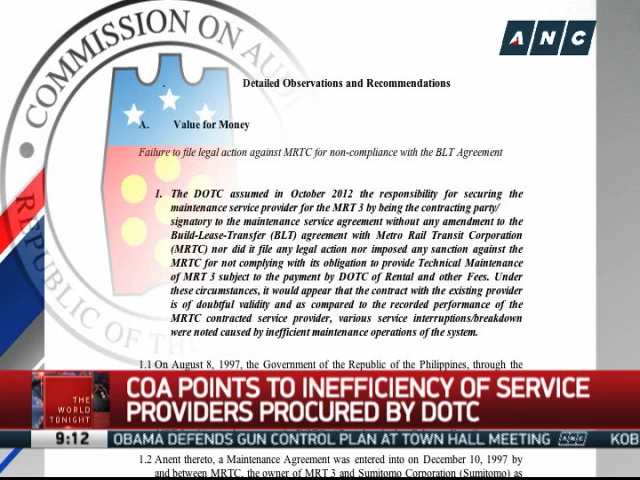 COMMISSION ON AUDIT
REPUBLIC OF TH
ANC
Detailed Observations and Recommendations
A. Value for Money
Failure to file legal action against MRTC for non-compliance with the BLT Agreement
1. The DOTC assumed in October 2012 the responsibility for securing the
maintenance service provider for the MRT 3 by being the contracting party/
signatory to the maintenance service agreement without any amendment to the
Build-Lease-Transfer (BLT) agreement with Metro Rail Transit Corporation
(MRTC) nor did it file any legal action nor imposed any sanction against the
MRTC for not complying with its obligation to provide Technical Maintenance
of MRT 3 subject to the payment by DOTC of Rental and other Fees. Under
these circumstances, it would appear that the contract with the existing provider
is of doubtful validity and as compared to the recorded performance of the
MRTC contracted service provider, various service interruptions/breakdown
were noted caused by inefficient maintenance operations of the system.
1.1 On August 8, 1997, the Government of the Republic of the Philippines, through the
THE
WORLD
TONIGHT
COA POINTS TO INEFFICIENCY OF SERVICE
PROVIDERS PROCURED BY DOTC
9:12 OBAMA DEFENDS GUN CONTROL PLAN AT TOWN HALL MEETING ANC KOB
1.2 Anent thereto, a Maintenance Agreement was entered into on December 10, 1997 by
and between MRTC, the owner of MRT 3 and Sumitomo Corporation (Sumitomo) as